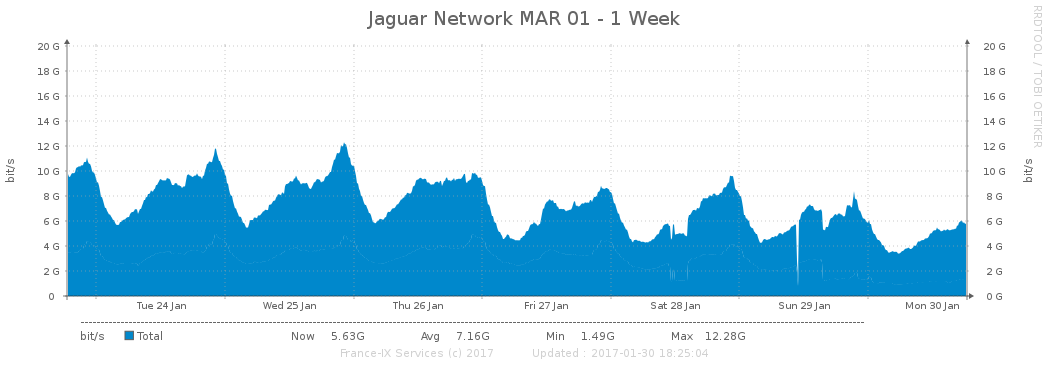 Jaguar Network MAR 01 - 1 Week
RRDTOOL / TOBI OETIKER
bit/s
bit/s
20 G 20 G
18 G 18 G
16 G 16 G
14 G 14 G
12 G 12 G
10 G 10 G
8 G 8 G
6 G 6 G
4 G 4 G
2 G 2 G
0 0 G
Tue 24 Jan Wed 25 Jan Thu 26 Jan Fri 27 Jan Sat 28 Jan Sun 29 Jan Mon 30 Jan
bit/s Total Now 5.63G Avg 7.16G Min 1.49G Max 12.28G
France-IX Services (c) 2017 Updated : 2017-01-30 18:25:04